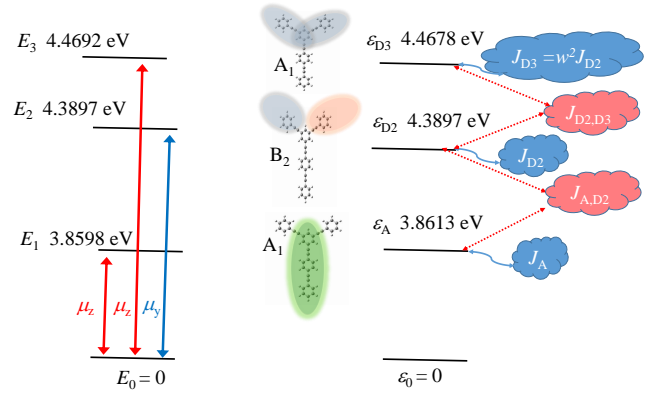 E3 4.4692 eV
E2 4.3897 eV
E1 3.8598 eV
μz
μz
μy
E0 = 0
A1
B2
A1
εD3 4.4678 eV
εD2 4.3897 eV
εA 3.8613 eV
ε0 = 0
JD3 =w²JD2
JD2,D3
JD2
JA,D2
JA